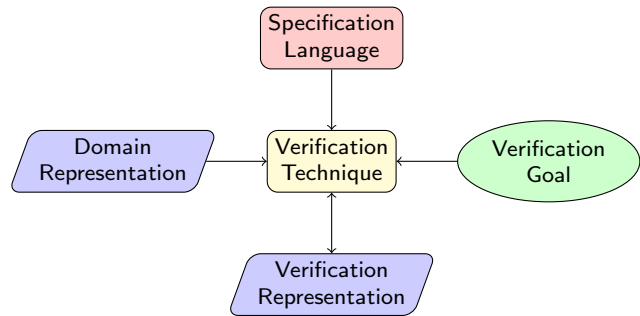 Specification
Language
Domain
Representation
Verification
Technique
Verification
Goal
Verification
Representation